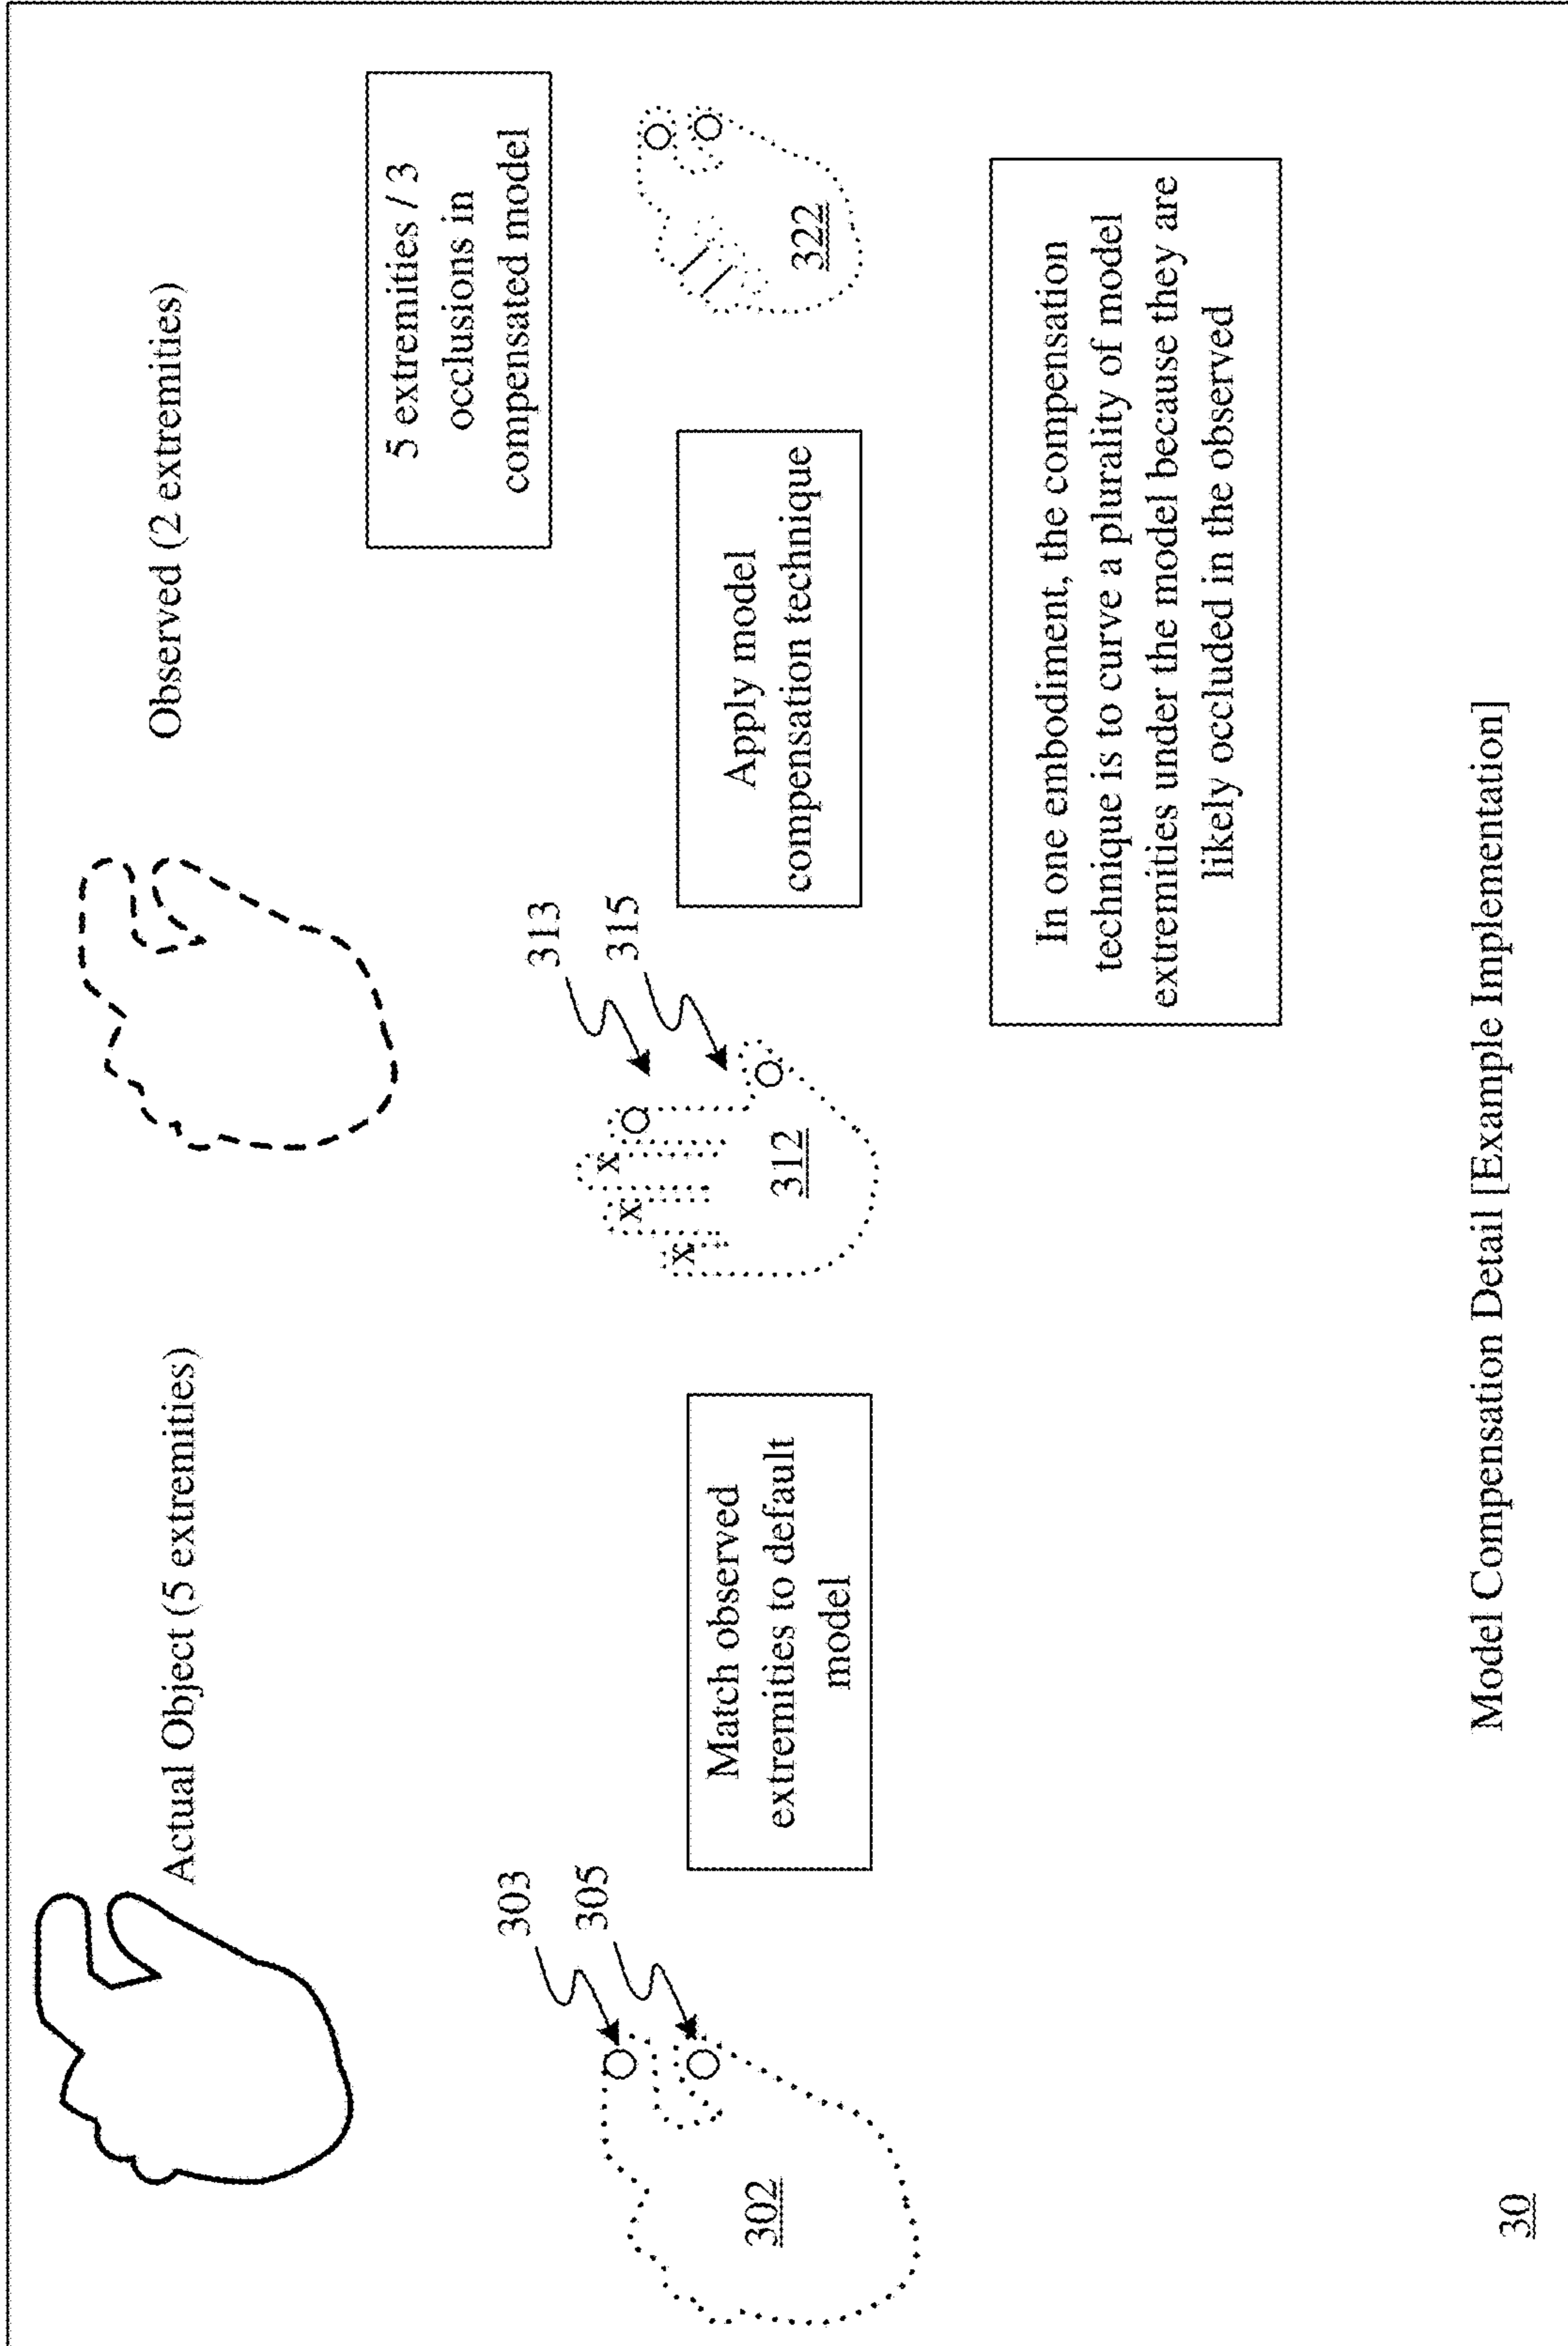 Actual Object (5 extremities)
Observed (2 extremities)
5 extremities / 3
occlusions in
compensated model
303
305
302
Match observed
extremities to default
model
313
315
x
x
x
312
Apply model
compensation technique
322
In one embodiment, the compensation
technique is to curve a plurality of model
extremities under the model because they are
likely occluded in the observed
30
Model Compensation Detail [Example Implementation]